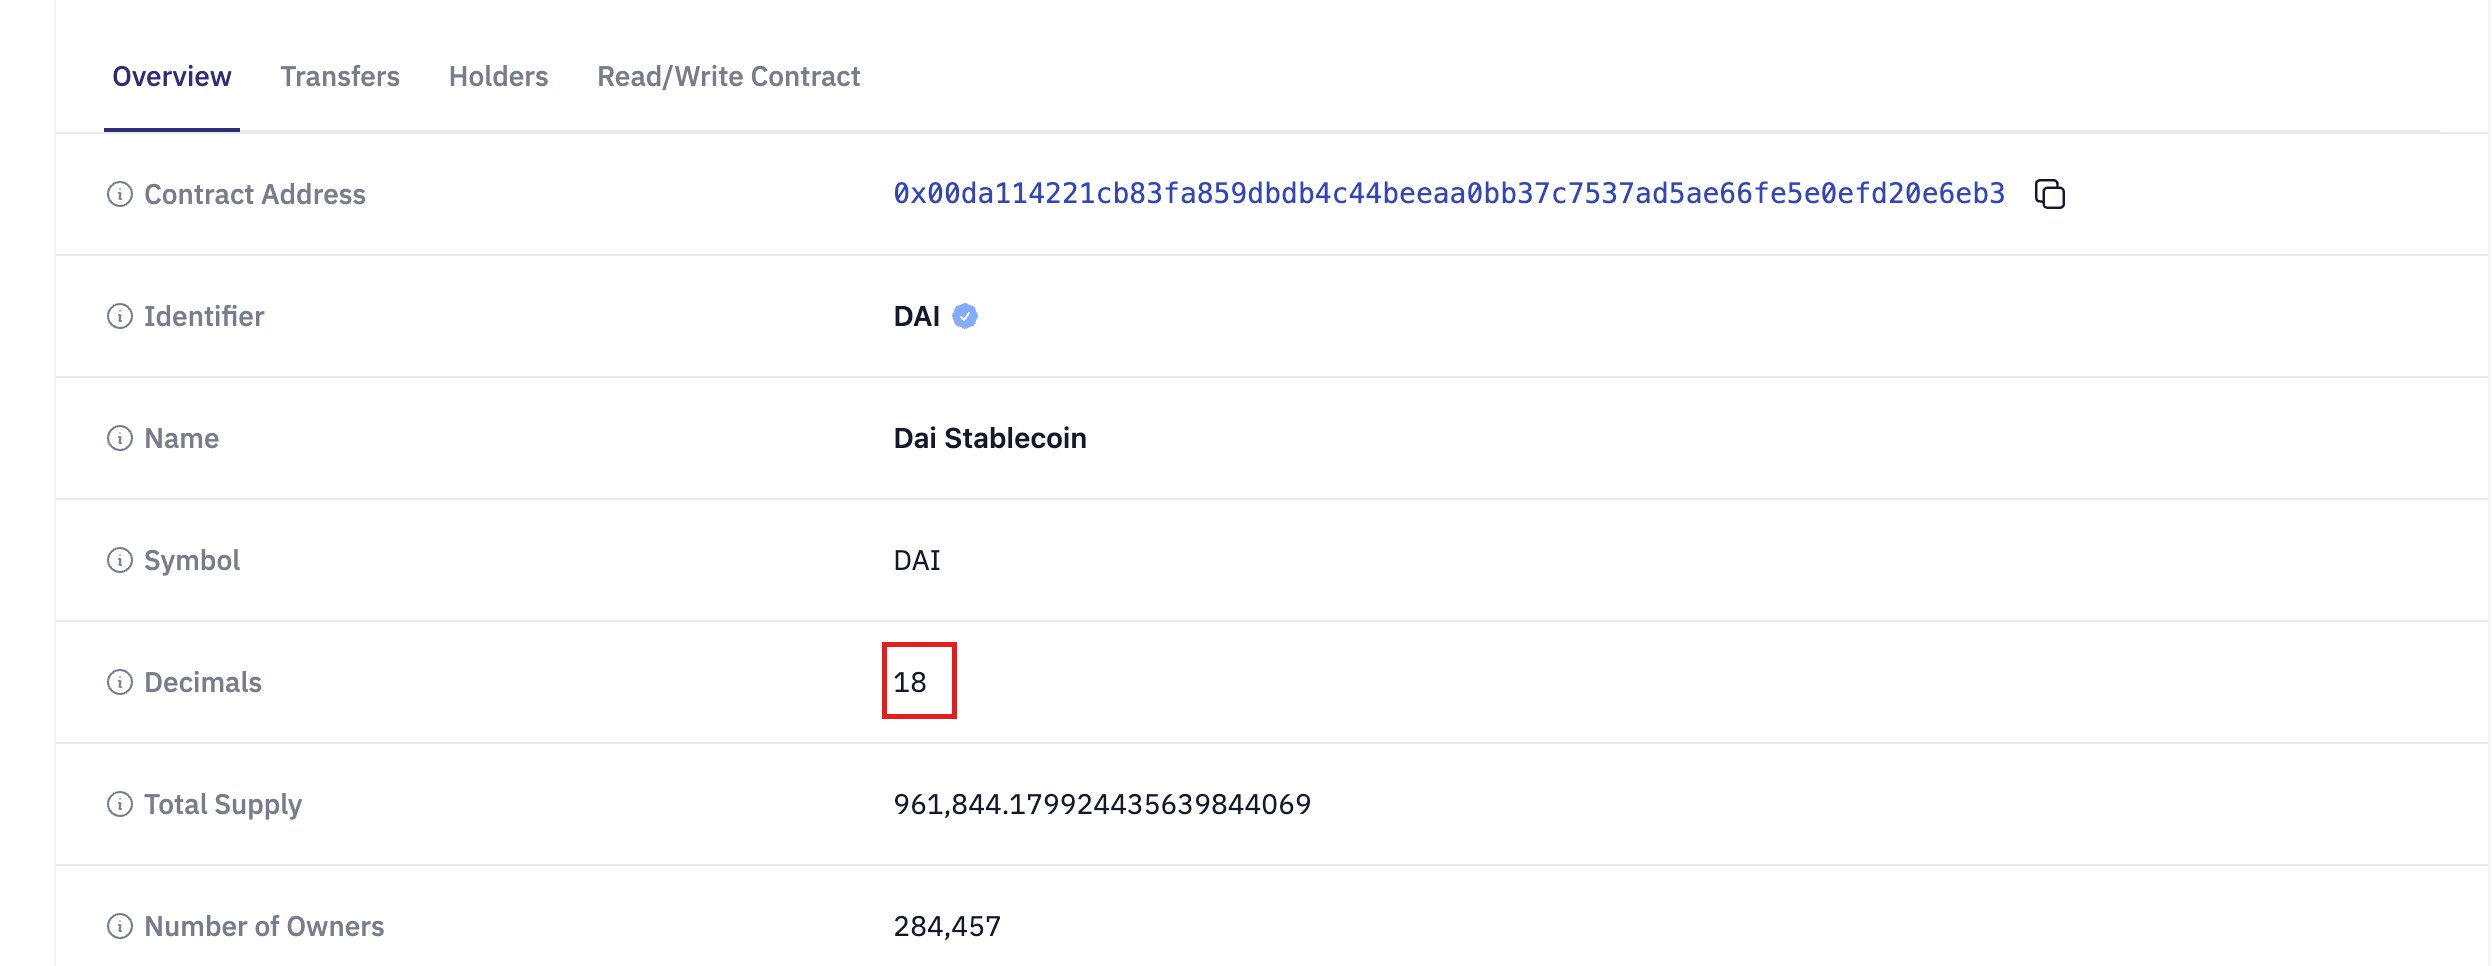 Overview Transfers Holders Read/Write Contract
Contract Address 0x00da114221cb83fa859dbdb4c44beeaa0bb37c7537ad5ae66fe5e0efd20e6eb3
Identifier DAI
Name Dai Stablecoin
Symbol DAI
Decimals 18
Total Supply 961,844.179924435639844069
Number of Owners 284,457